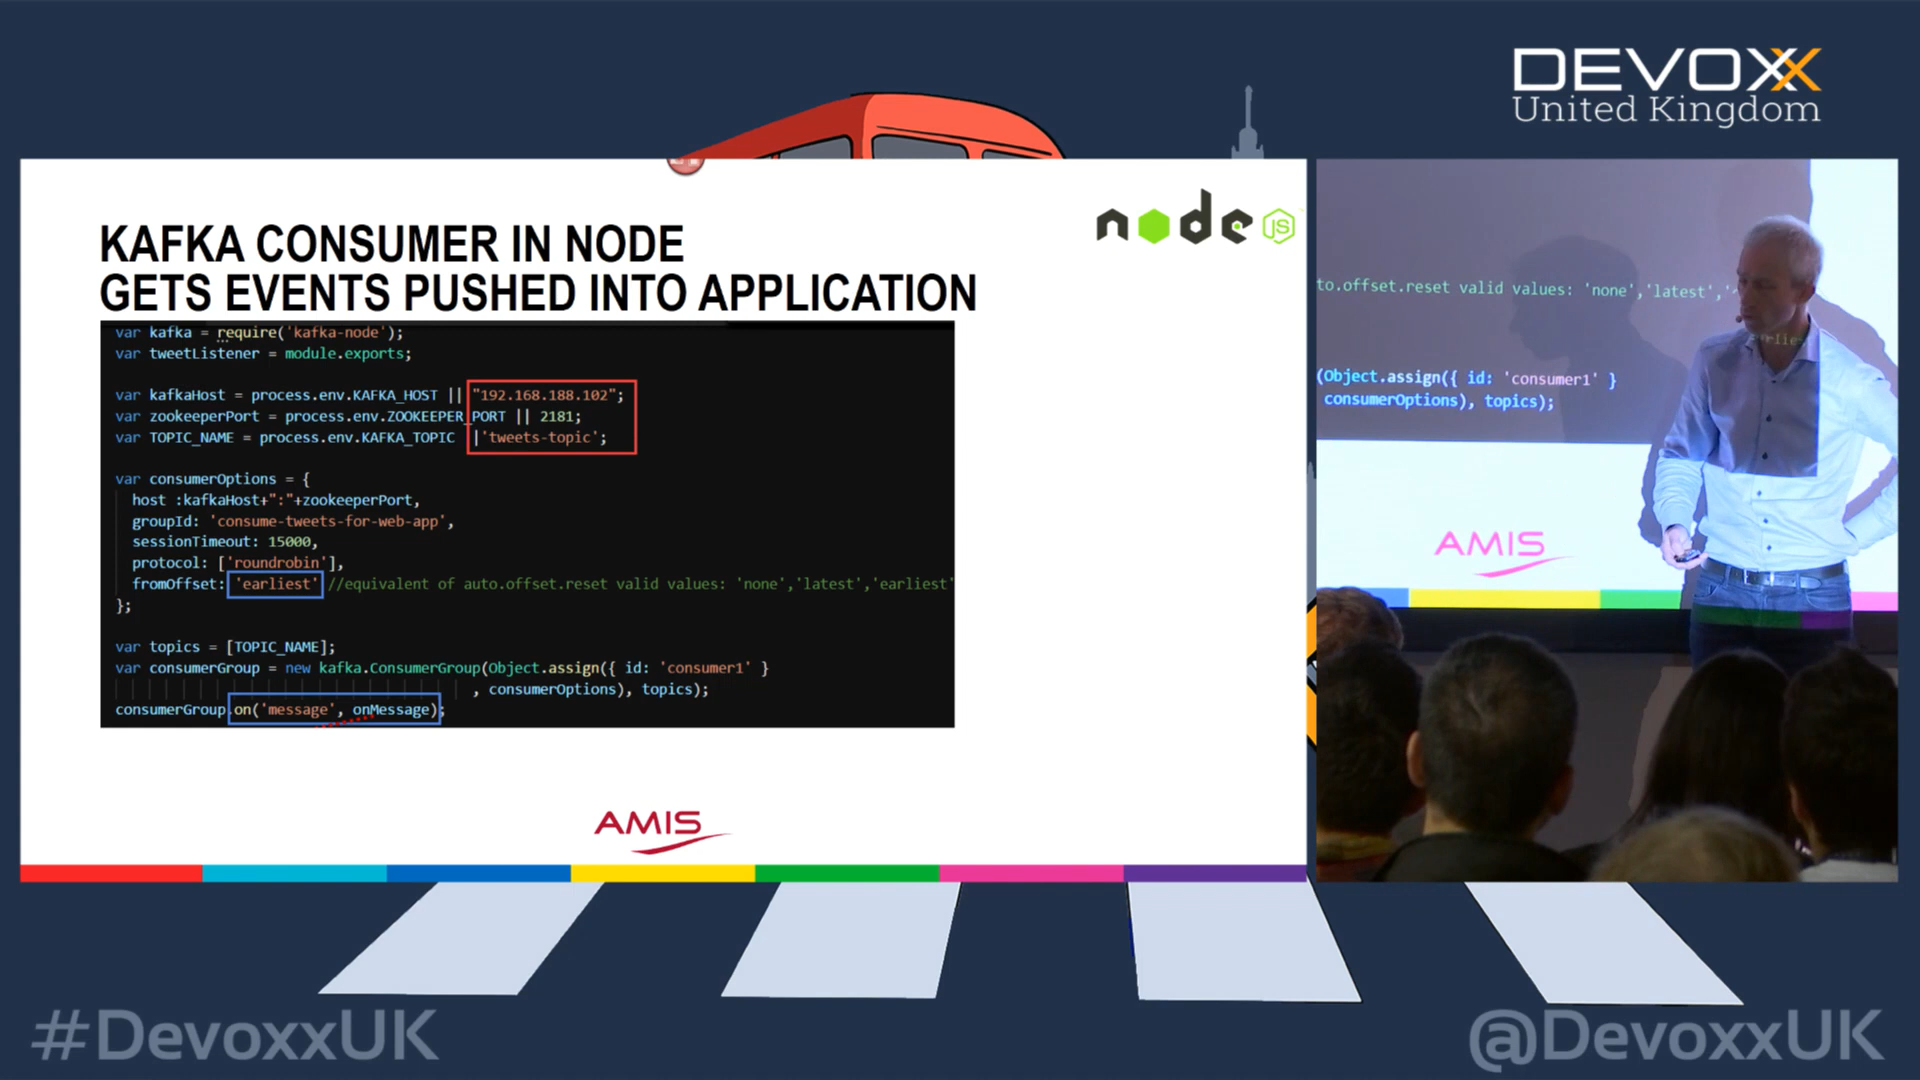 DEVOXX
United Kingdom
node
JS
KAFKA CONSUMER IN NODE
GETS EVENTS PUSHED INTO APPLICATION
var kafka = require('kafka-node');
var tweetListener = module.exports;
var kafkaHost = process.env.KAFKA_HOST || "192.168.188.102";
var zookeeperPort = process.env.ZOOKEEPER_PORT || 2181;
var TOPIC_NAME = process.env.KAFKA_TOPIC |'tweets-topic';
var consumerOptions = {
host :kafkaHost+":"+zookeeperPort,
groupId: 'consume-tweets-for-web-app',
sessionTimeout: 15000,
protocol: ['roundrobin'],
fromOffset: 'earliest' //equivalent of auto.offset.reset valid values: 'none','latest','earliest'
};
var topics = [TOPIC_NAME];
var consumerGroup = new kafka.ConsumerGroup(Object.assign({ id: 'consumer1' }
, consumerOptions), topics);
consumerGroup.on('message', onMessage);
AMIS
to.offset.reset valid values: 'none','latest','
earlie
(Object.assign({ id: 'consumer1' }
consumerOptions), topics);
AMIS
#DevoxxUK
@DevoxxUK